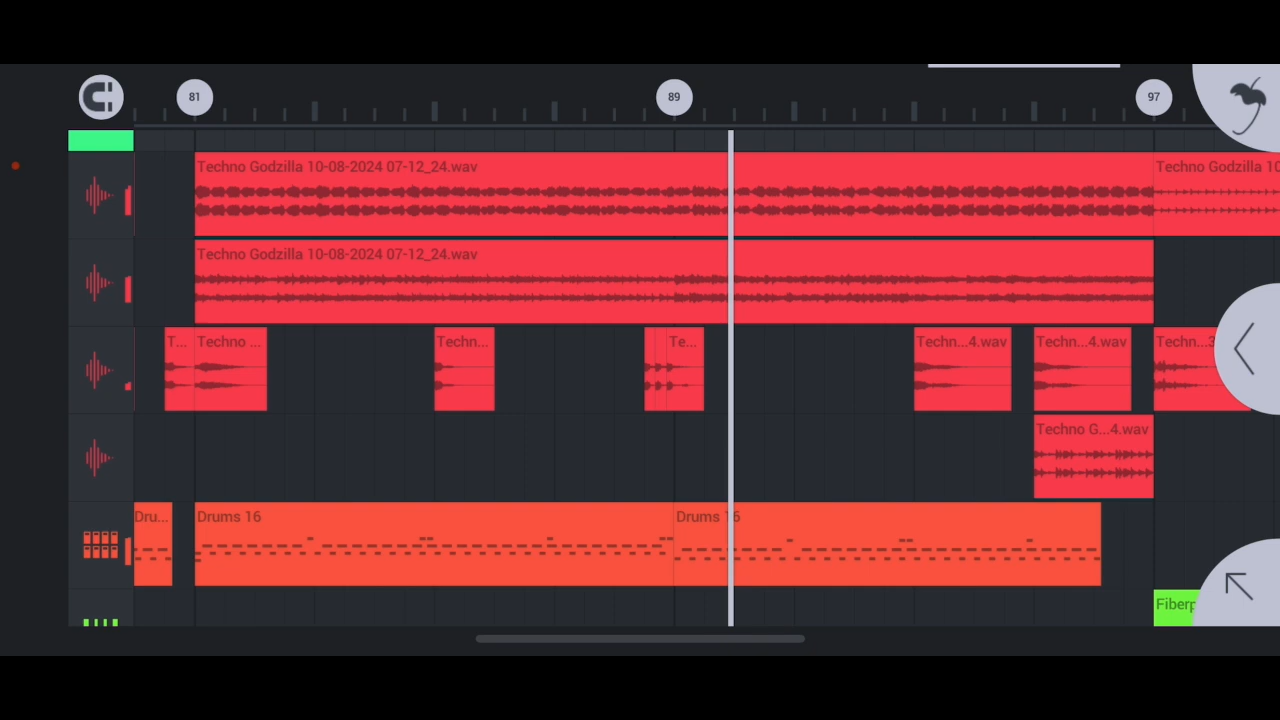 81
89
97
Techno Godzilla 10-08-2024 07-12_24.wav
Techno Godzilla 10
Techno Godzilla 10-08-2024 07-12_24.wav
T...
Techno ...
Techn...
Te...
Techn...4.wav
Techn...4.wav
Techn...3
Techno G...4.wav
Dru...
Drums 16
Drums 16
Fiberp